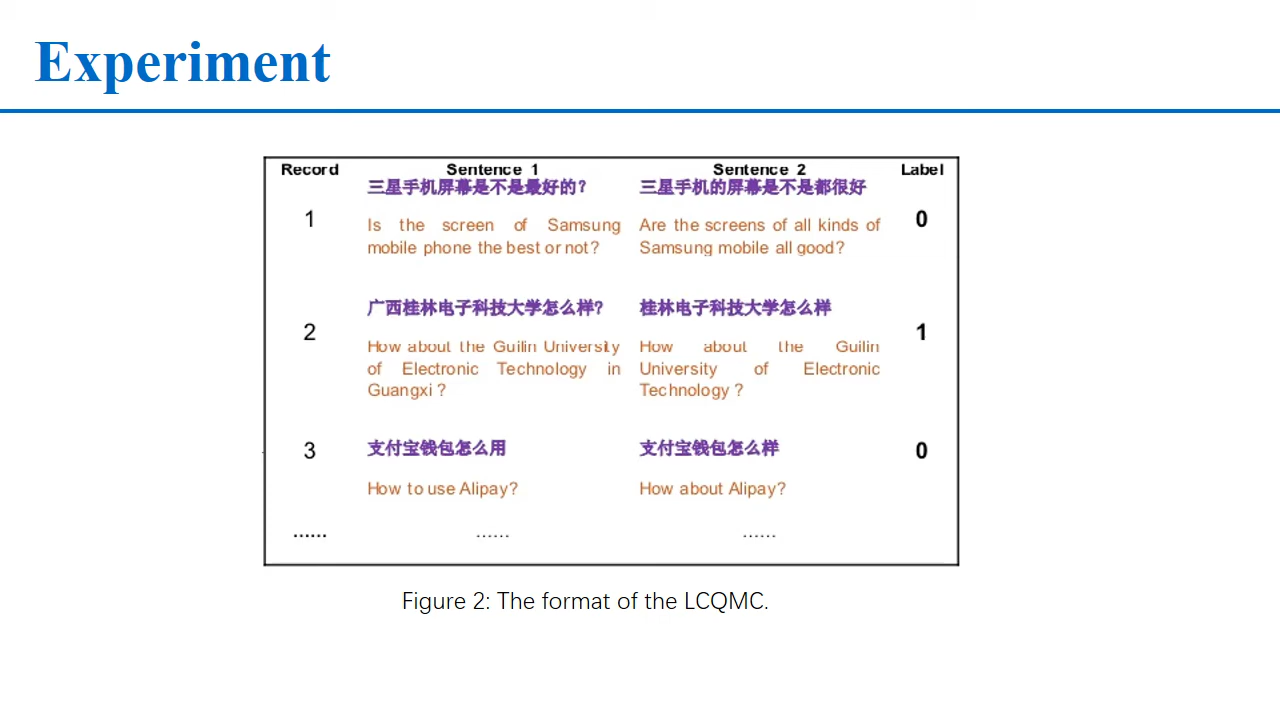 Experiment
Record Sentence 1 Sentence 2 Label
三星手机屏幕是不是最好的? 三星手机的屏幕是不是都很好
1 0
Is the screen of Samsung Are the screens of all kinds of
mobile phone the best or not? Samsung mobile all good?
广西桂林电子科技大学怎么样? 桂林电子科技大学怎么样
2 1
How about the Guilin University How about the Guilin
of Electronic Technology in University of Electronic
Guangxi ? Technology ?
3 支付宝钱包怎么用 支付宝钱包怎么样 0
How to use Alipay? How about Alipay?
...... ...... ......
Figure 2: The format of the LCQMC.